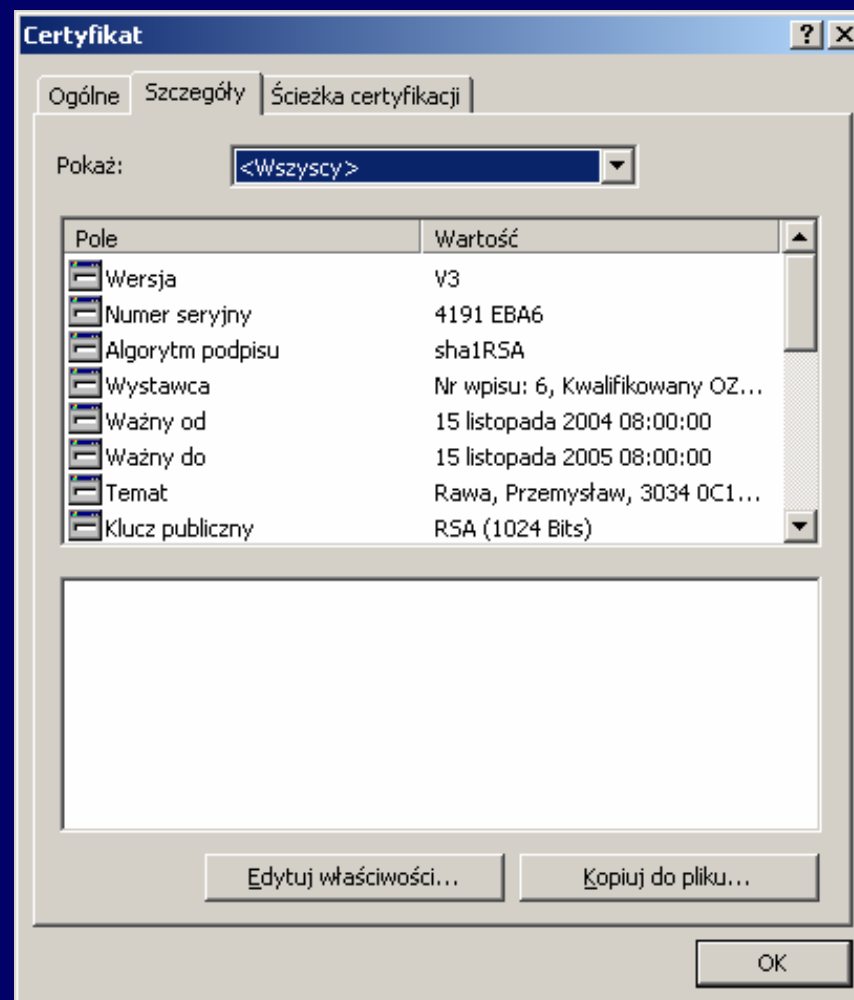 Certyfikat
Ogólne Szczegóły Ścieżka certyfikacji
Pokaż: <Wszyscy>
Pole Wartość
Wersja V3
Numer seryjny 4191 EBA6
Algorytm podpisu sha1RSA
Wystawca Nr wpisu: 6, Kwalifikowany OZ...
Ważny od 15 listopada 2004 08:00:00
Ważny do 15 listopada 2005 08:00:00
Temat Rawa, Przemysław, 3034 0C1...
Klucz publiczny RSA (1024 Bits)
Edytuj właściwości... Kopiuj do pliku...
OK